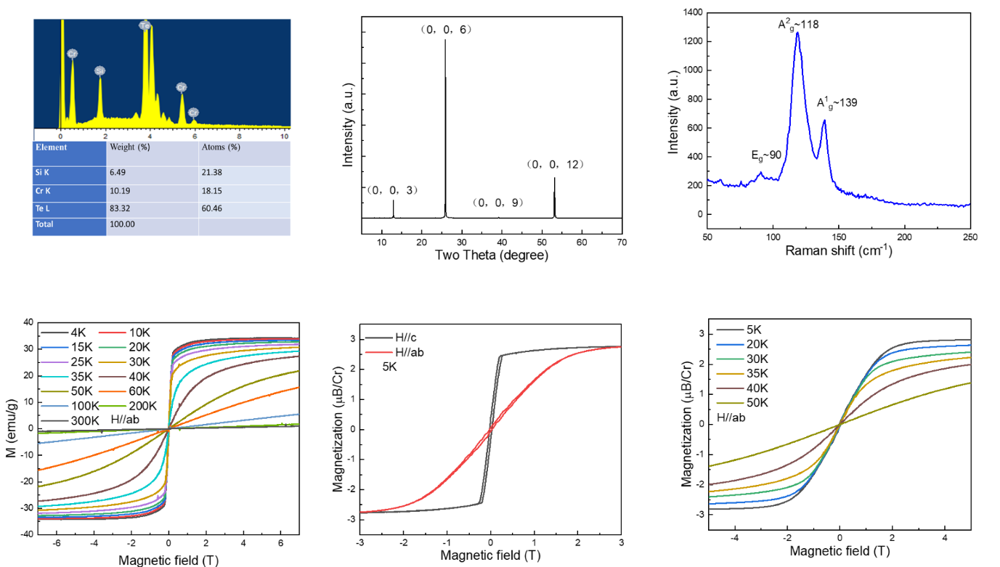 Te
Cr
Si
Cr
Cr
0 2 4 6 8 10
Element Weight (%) Atoms (%)
Si K 6.49 21.38
Cr K 10.19 18.15
Te L 83.32 60.46
Total 100.00
(0, 0, 6)
(0, 0, 3)
(0, 0, 9)
(0, 0, 12)
Intensity (a.u.)
10 20 30 40 50 60 70
Two Theta (degree)
1400
1200
1000
800
600
400
200
0
Intensity (a.u.)
A²g~118
A¹g~139
Eg~90
50 100 150 200 250
Raman shift (cm⁻¹)
40
30
20
10
0
-10
-20
-30
-40
M (emu/g)
4K 10K
15K 20K
25K 30K
35K 40K
50K 60K
100K 200K
300K H//ab
-6 -4 -2 0 2 4 6
Magnetic field (T)
3
2
1
0
-1
-2
-3
Magnization (μB/Cr)
H//c
H//ab
5K
-3 -2 -1 0 1 2 3
Magnetic field (T)
3
2
1
0
-1
-2
-3
Magnetization (μB/Cr)
5K
20K
30K
35K
40K
50K
H//ab
-4 -2 0 2 4
Magnetic field (T)